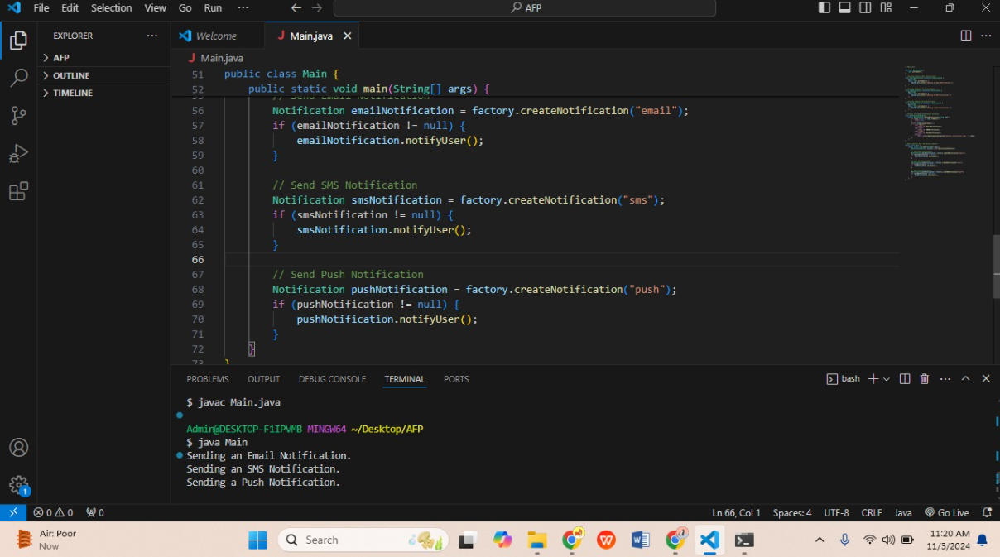 File Edit Selection View Go Run ··· AFP
EXPLORER ···
AFP
OUTLINE
TIMELINE
Welcome
Main.java
Main.java
51 public class Main {
52 public static void main(String[] args) {
55 // Send Email Notification
56 Notification emailNotification = factory.createNotification("email");
57 if (emailNotification != null) {
58 emailNotification.notifyUser();
59 }
60
61 // Send SMS Notification
62 Notification smsNotification = factory.createNotification("sms");
63 if (smsNotification != null) {
64 smsNotification.notifyUser();
65 }
66
67 // Send Push Notification
68 Notification pushNotification = factory.createNotification("push");
69 if (pushNotification != null) {
70 pushNotification.notifyUser();
71 }
72 }
73 }
PROBLEMS OUTPUT DEBUG CONSOLE TERMINAL PORTS bash
$ javac Main.java
Admin@DESKTOP-F1IPVMB MINGW64 ~/Desktop/AFP
$ java Main
Sending an Email Notification.
Sending an SMS Notification.
Sending a Push Notification.
1
0 0 0 Ln 66, Col 1 Spaces: 4 UTF-8 CRLF Java Go Live
Air: Poor
Now
Search
11:20 AM
11/3/2024